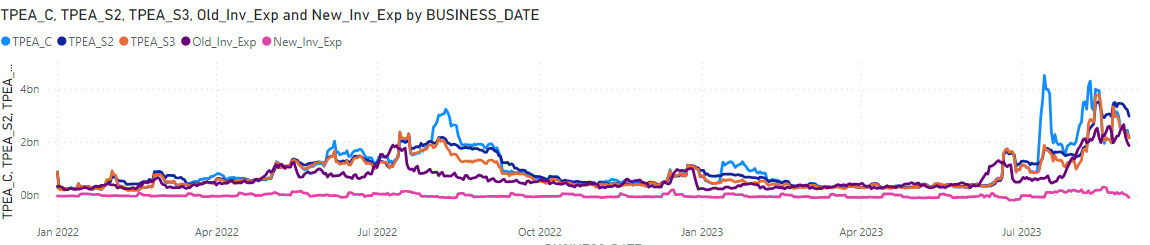 TPEA_C, TPEA_S2, TPEA_S3, Old_Inv_Exp and New_Inv_Exp by BUSINESS_DATE
TPEA_C TPEA_S2 TPEA_S3 Old_Inv_Exp New_Inv_Exp
TPEA_C, TPEA_S2, TPEA_...
4bn
2bn
0bn
Jan 2022 Apr 2022 Jul 2022 Oct 2022 Jan 2023 Apr 2023 Jul 2023